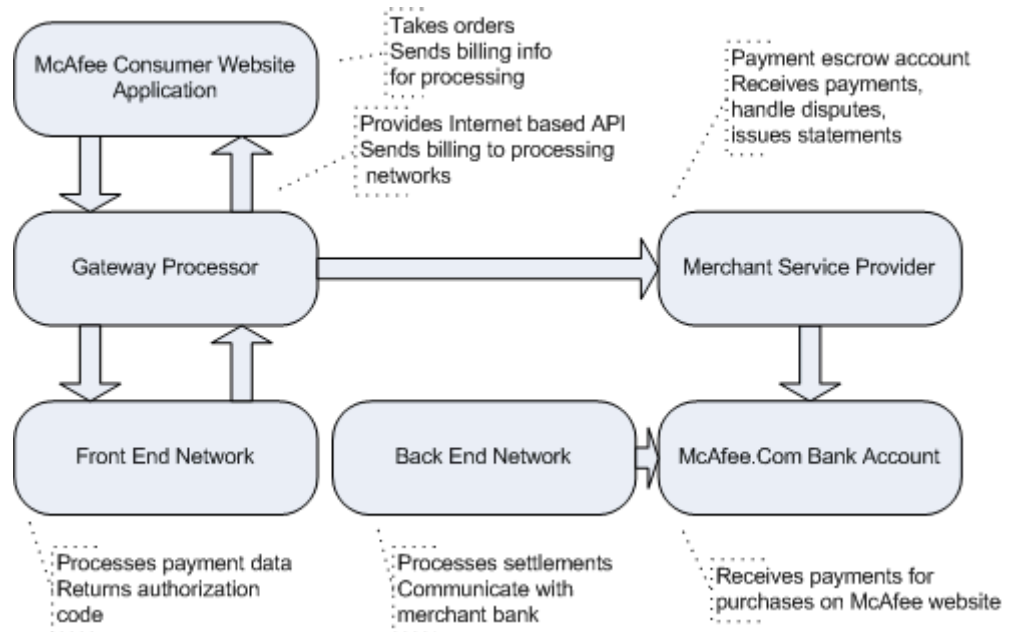 McAfee Consumer Website
Application
Takes orders
Sends billing info
for processing
Payment escrow account
Receives payments,
handle disputes,
issues statements
Provides Internet based API
Sends billing to processing
networks
Gateway Processor
Merchant Service Provider
Front End Network
Back End Network
McAfee.Com Bank Account
Processes payment data
Returns authorization
code
Processes settlements
Communicate with
merchant bank
Receives payments for
purchases on McAfee website